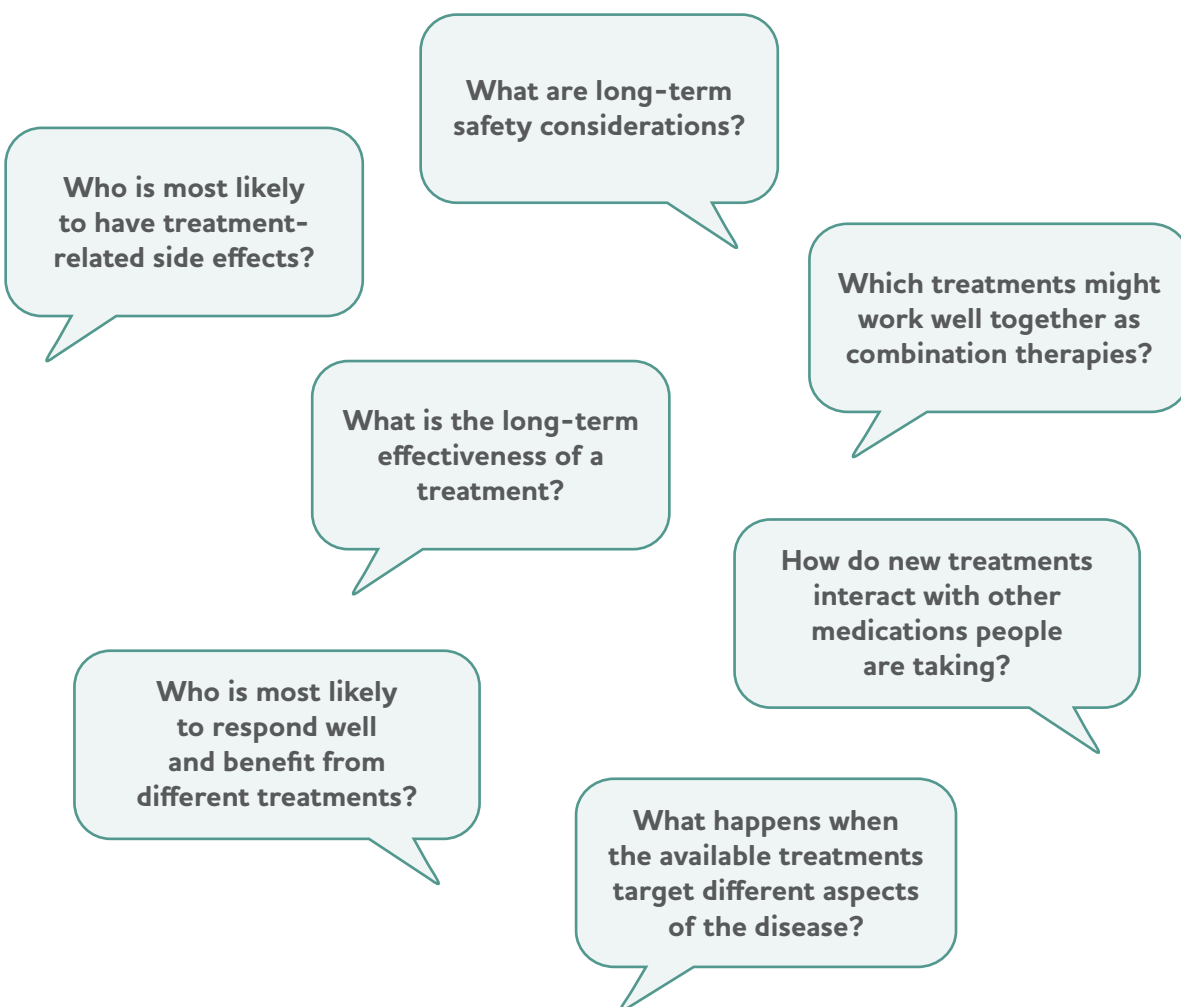 What are long-term
safety considerations?
Who is most likely
to have treatment-
related side effects?
Which treatments might
work well together as
combination therapies?
What is the long-term
effectiveness of a
treatment?
How do new treatments
interact with other
medications people
are taking?
Who is most likely
to respond well
and benefit from
different treatments?
What happens when
the available treatments
target different aspects
of the disease?